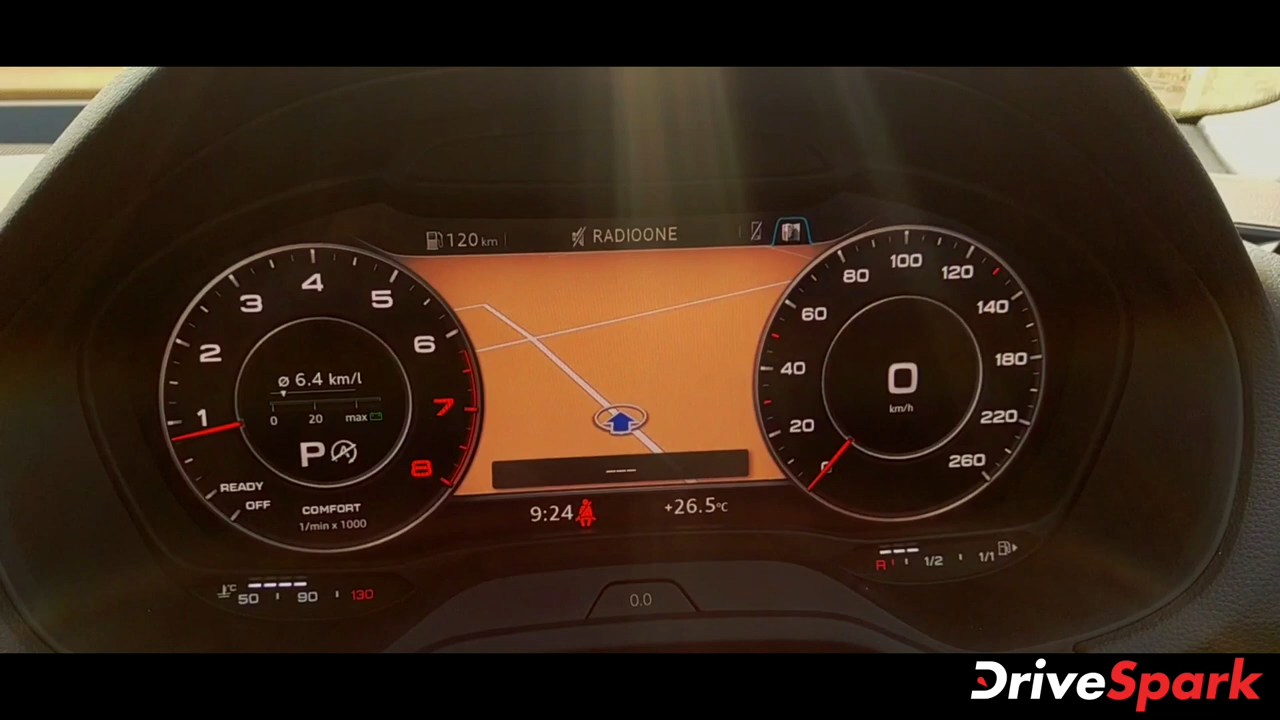 120 km
RADIOONE
1
2
3
4
5
6
7
8
ø 6.4 km/l
0 20 max
P
READY
OFF
COMFORT
1/min x 1000
0
20
40
60
80
100
120
140
180
220
260
0
km/h
---
9:24
+26.5°C
°C
50 90 130
R 1/2 1/1
0.0
DriveSpark